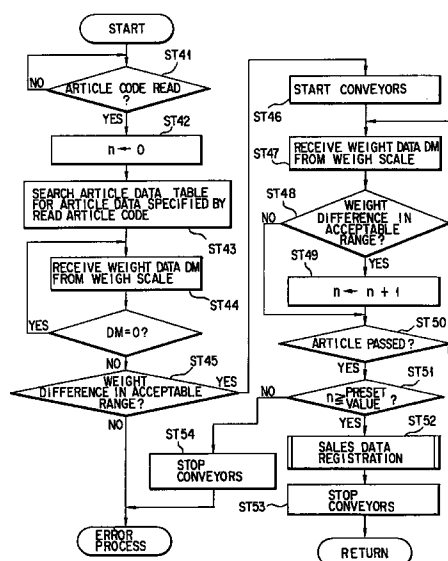 START
ST41
NO
ARTICLE CODE READ
?
YES
ST42
n ← 0
SEARCH ARTICLE DATA TABLE
FOR ARTICLE DATA SPECIFIED BY
READ ARTICLE CODE
ST43
RECEIVE WEIGHT DATA DM
FROM WEIGH SCALE
ST44
YES
DM=0?
NO
ST45
WEIGHT
DIFFERENCE IN ACCEPTABLE
RANGE?
YES
NO
ST54
STOP
CONVEYORS
ERROR
PROCESS
START CONVEYORS
ST46
RECEIVE WEIGHT DATA DM
FROM WEIGH SCALE
ST47
ST48
NO
WEIGHT
DIFFERENCE IN
ACCEPTABLE
RANGE?
YES
ST49
n ← n + 1
ST50
ARTICLE PASSED?
YES
ST51
NO
n ≧ PRESET
VALUE ?
YES
ST52
SALES DATA
REGISTRATION
STOP
CONVEYORS
ST53
RETURN